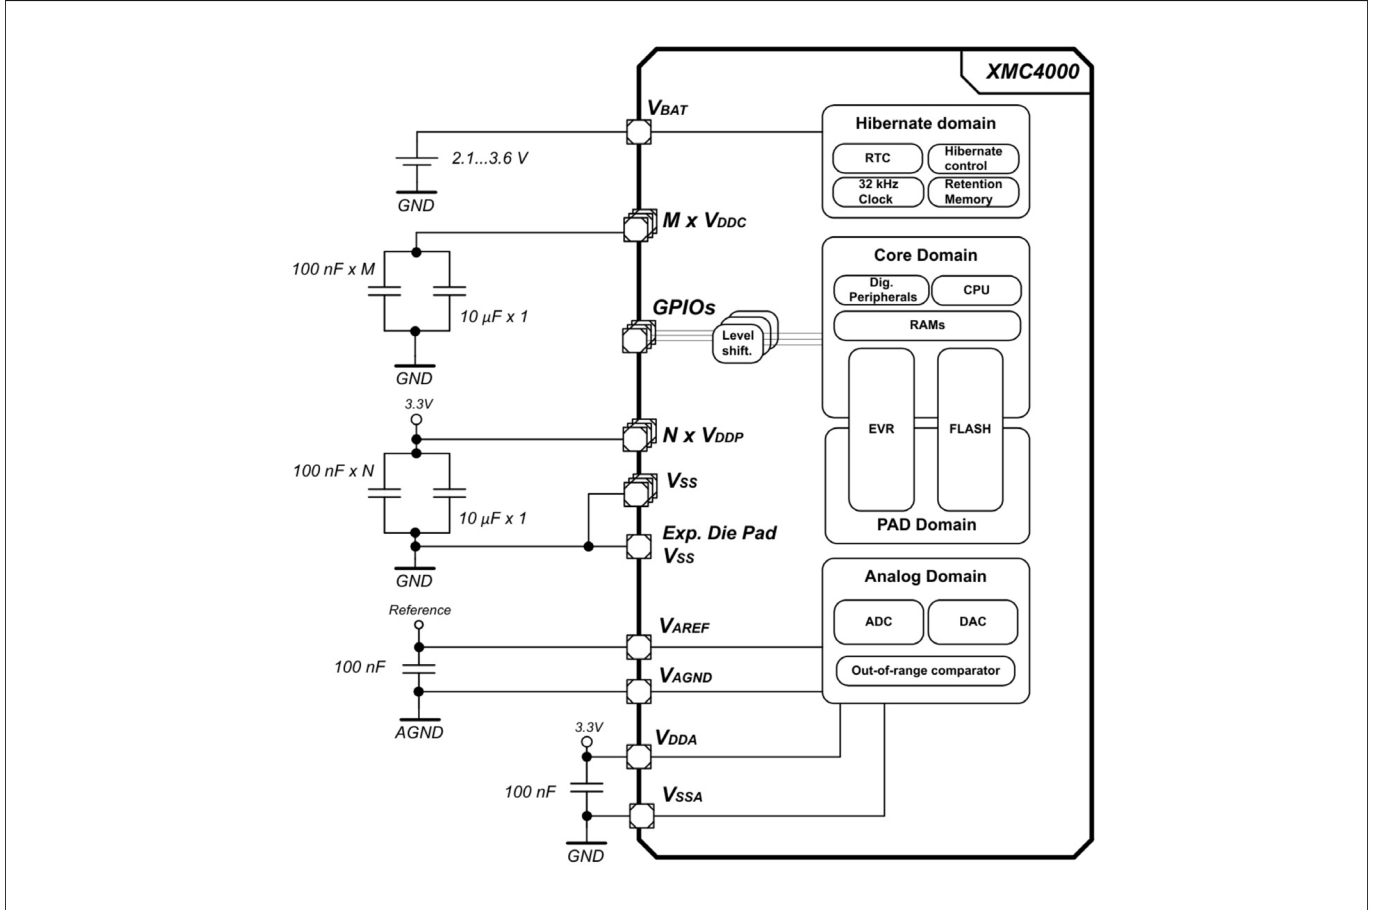 XMC4000
VBAT
2.1...3.6 V
GND
Hibernate domain
RTC
Hibernate
control
32 kHz
Clock
Retention
Memory
M x VDDC
100 nF x M
10 µF x 1
GND
GPIOs
Level
shift.
Core Domain
Dig.
Peripherals
CPU
RAMs
EVR
FLASH
PAD Domain
3.3V
N x VDDP
100 nF x N
10 µF x 1
VSS
Exp. Die Pad
VSS
GND
Reference
VAREF
100 nF
VAGND
AGND
Analog Domain
ADC
DAC
Out-of-range comparator
3.3V
VDDA
100 nF
VSSA
GND